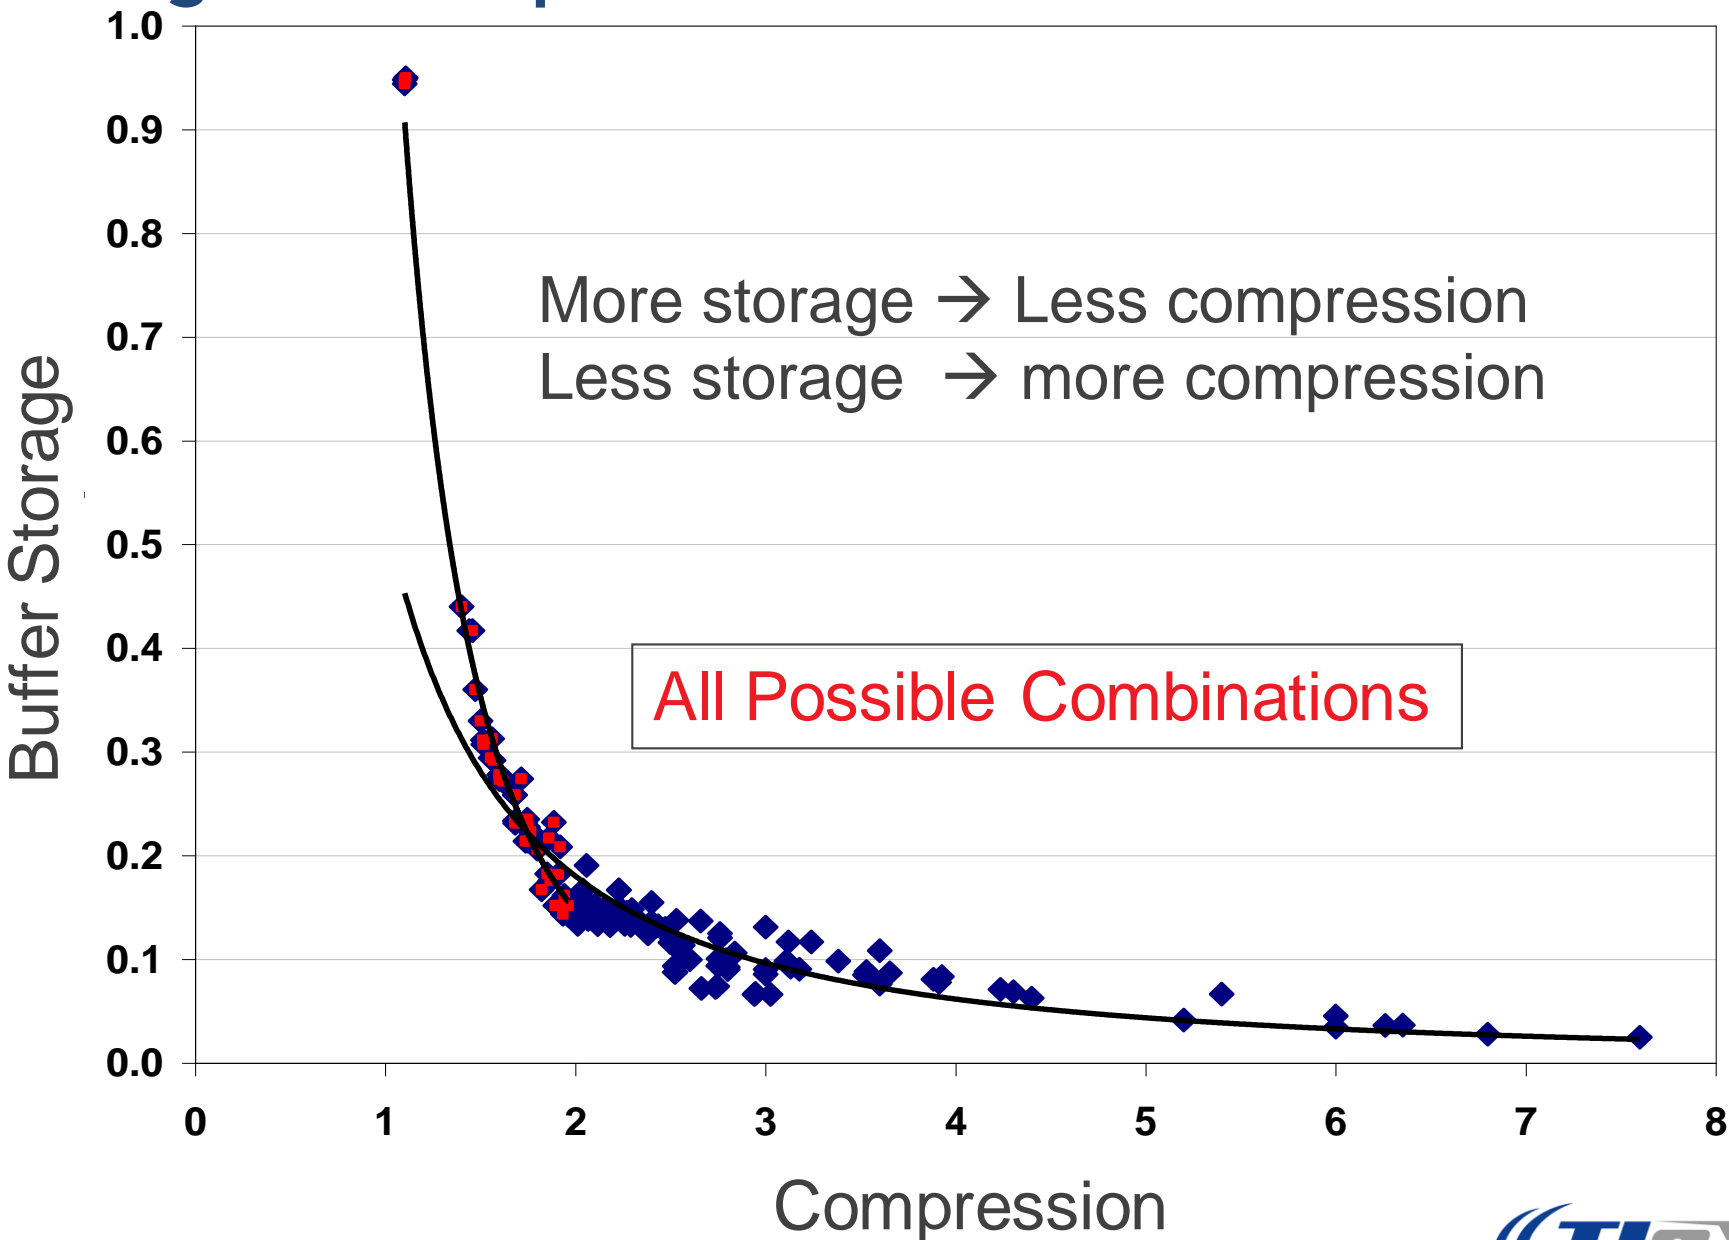 1.0
0.9
0.8
0.7
0.6
0.5
0.4
0.3
0.2
0.1
0.0
Buffer Storage
More storage → Less compression
Less storage → more compression
All Possible Combinations
0 1 2 3 4 5 6 7 8
Compression